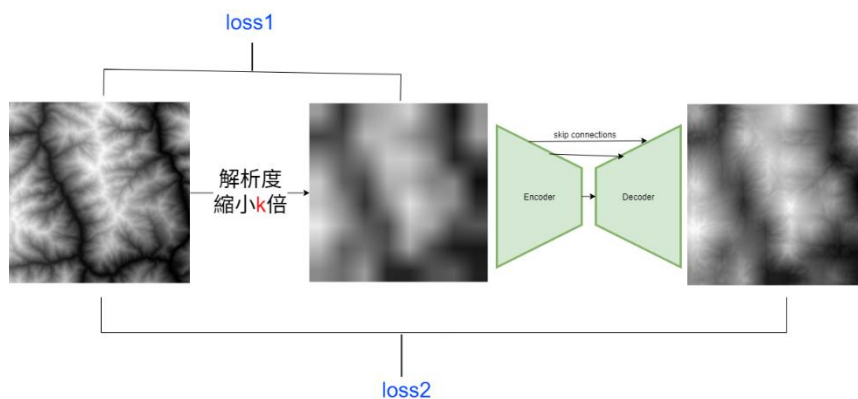 loss1
解析度
縮小k倍
skip connections
Encoder
Decoder
loss2